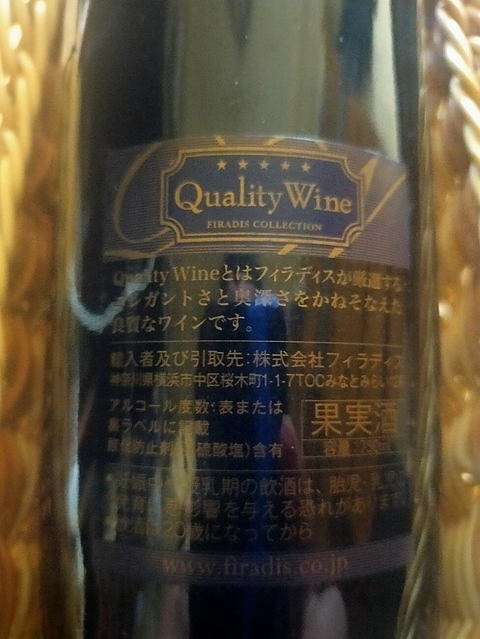 ★★★★★
Quality Wine
FIRADIS COLLECTION
Quality Wineとはフィラディスが厳選する
エレガントさと奥深さをかねそなえた
良質なワインです。
輸入者及び引取先:株式会社フィラディス
神奈川県横浜市中区桜木町1-1-7TOCみなとみらい
アルコール度数:表または
裏ラベルに記載
果実酒
酸化防止剤(亜硫酸塩)含有
容量
妊娠中や授乳期の飲酒は、胎児・乳児の
発育に悪影響を与える恐れがあります
お酒は20歳になってから
www.firadis.co.jp